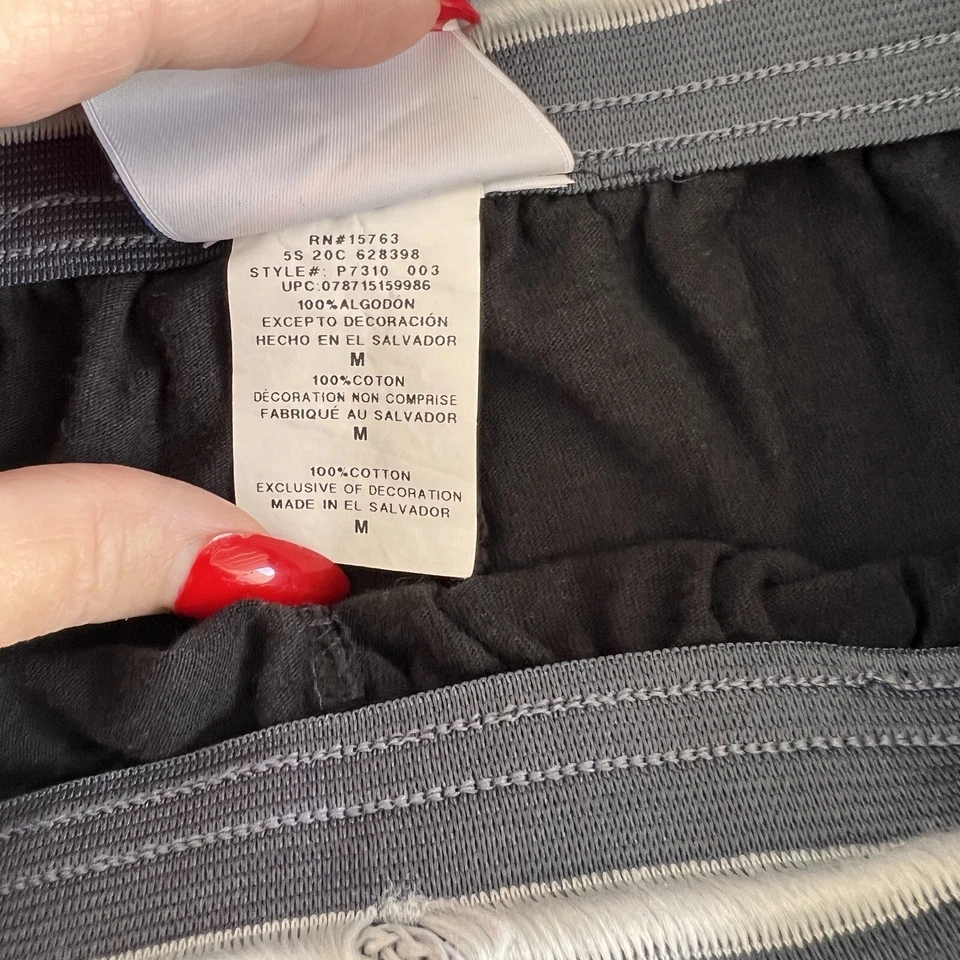 RN#15763
5S 20C 628398
STYLE#: P7310 003
UPC:078715159986
100%ALGODÓN
EXCEPTO DECORACIÓN
HECHO EN EL SALVADOR
M
100%COTON
DÉCORATION NON COMPRISE
FABRIQUÉ AU SALVADOR
M
100%COTTON
EXCLUSIVE OF DECORATION
MADE IN EL SALVADOR
M